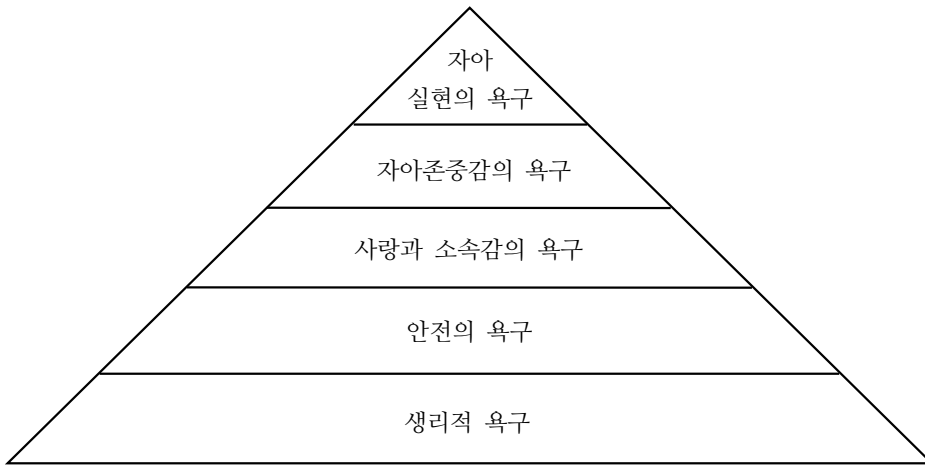 자아
실현의 욕구
자아존중감의 욕구
사랑과 소속감의 욕구
안전의 욕구
생리적 욕구